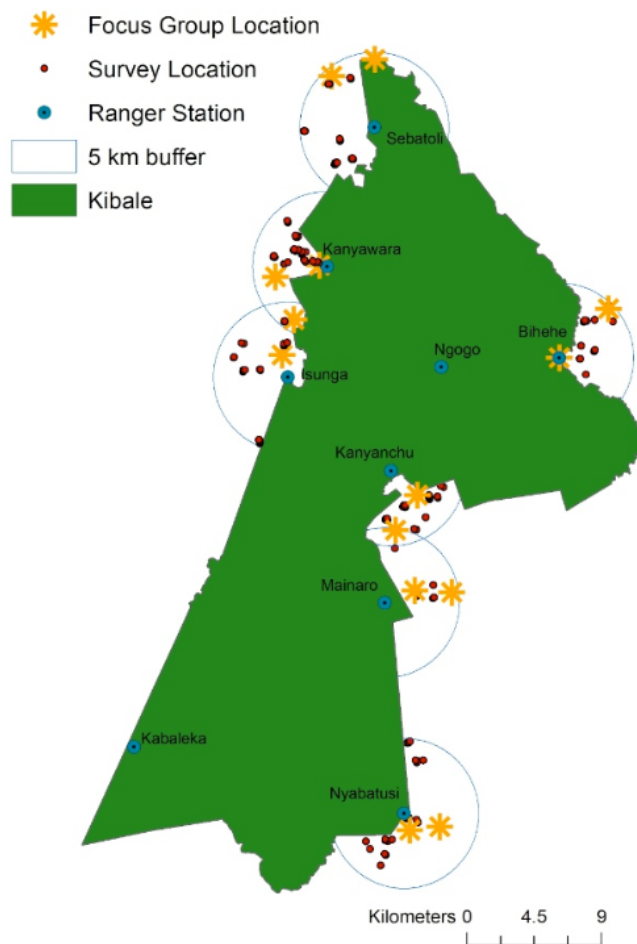 Focus Group Location
Survey Location
Ranger Station
5 km buffer
Kibale
Sebatoli
Kanyawara
Bihehe
Ngogo
Isunga
Kanyanchu
Mainaro
Kabaleka
Nyabatusi
Kilometers 0 4.5 9